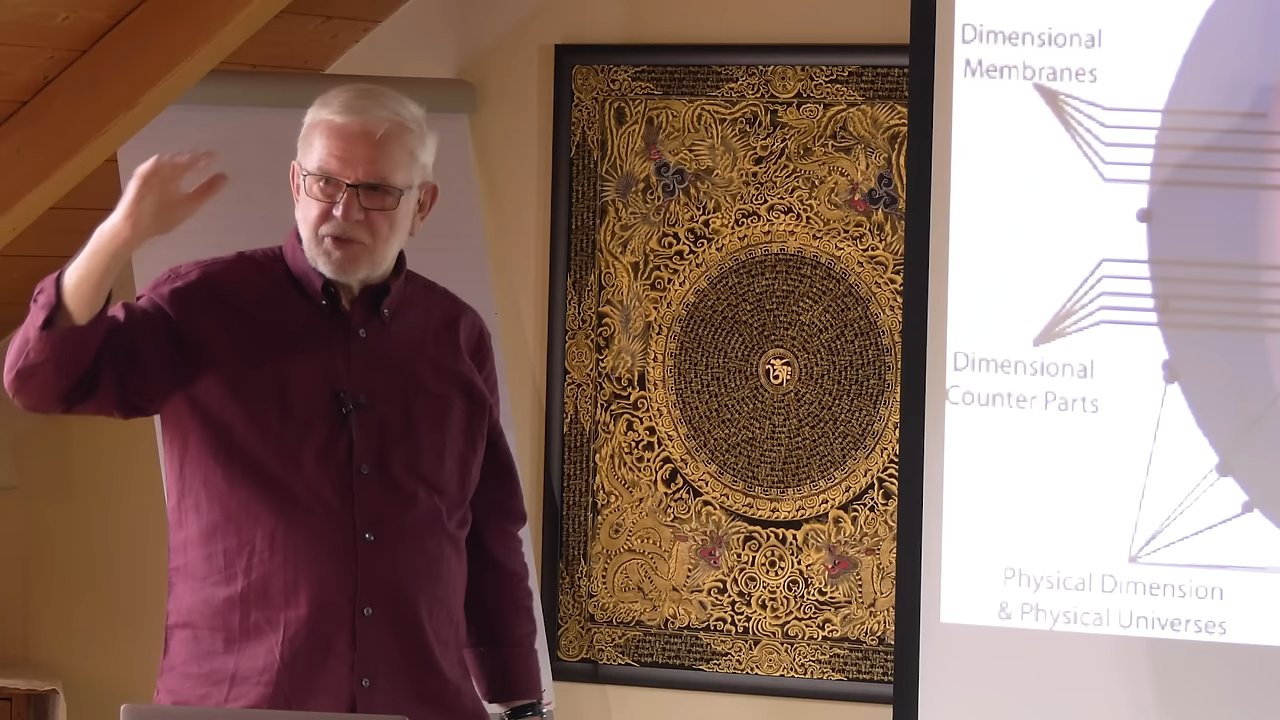 Dimensional
Membranes
Dimensional
Counter Parts
Physical Dimension
& Physical Universes
ॐ